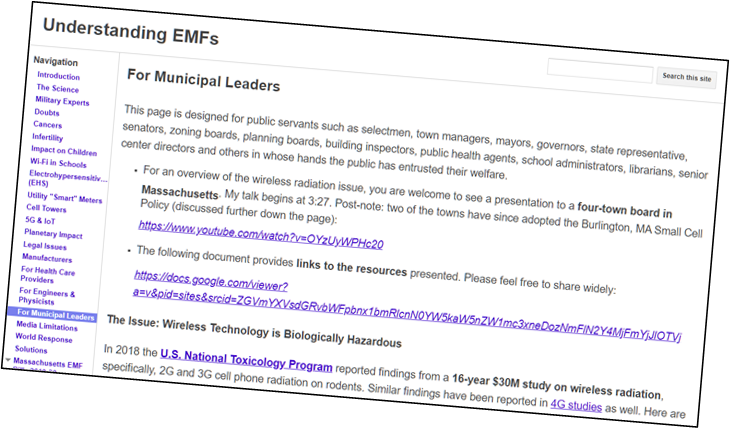 Understanding EMFs
Search this site
Navigation
Introduction
The Science
Military Experts
Doubts
Cancers
Infertility
Impact on Children
Wi-Fi in Schools
Electrohypersensitiv...
(EHS)
Utility "Smart" Meters
Cell Towers
5G & IoT
Planetary Impact
Legal Issues
Manufacturers
For Health Care
Providers
For Engineers &
Physicists
For Municipal Leaders
Media Limitations
World Response
Solutions
Massachusetts EMF
For Municipal Leaders
This page is designed for public servants such as selectmen, town managers, mayors, governors, state representative,
senators, zoning boards, planning boards, building inspectors, public health agents, school administrators, librarians, senior
center directors and others in whose hands the public has entrusted their welfare.
• For an overview of the wireless radiation issue, you are welcome to see a presentation to a four-town board in
Massachusetts. My talk begins at 3:27. Post-note: two of the towns have since adopted the Burlington, MA Small Cell
Policy (discussed further down the page):
https://www.youtube.com/watch?v=OYzUyWPHc20
• The following document provides links to the resources presented. Please feel free to share widely:
https://docs.google.com/viewer?
a=v&pid=sites&srcid=ZGVmYXVsdGRvbWFpbnx1bmRlcnN0YW5kaW5nZW1mc3xneDozNmFlN2Y4MjFmYjJlOTVj
The Issue: Wireless Technology is Biologically Hazardous
In 2018 the U.S. National Toxicology Program reported findings from a 16-year $30M study on wireless radiation,
specifically, 2G and 3G cell phone radiation on rodents. Similar findings have been reported in 4G studies as well. Here are